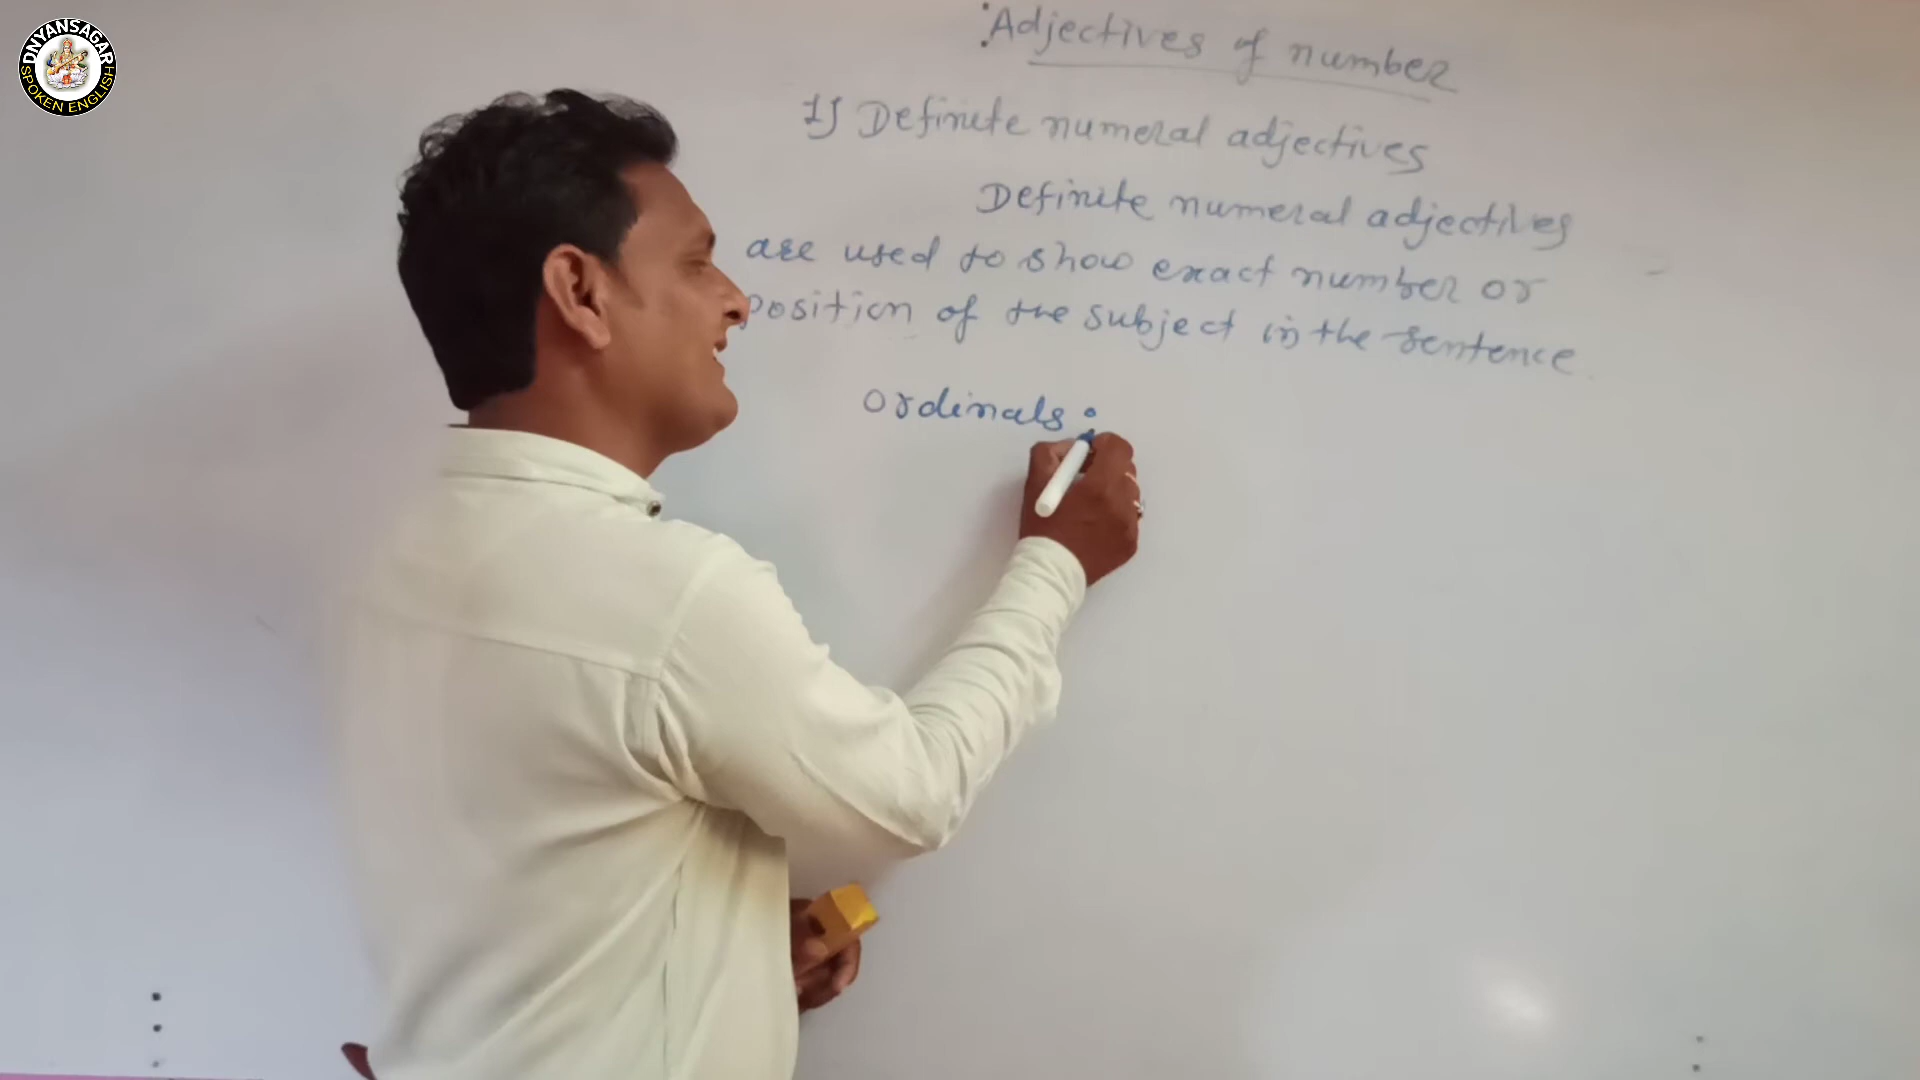 DNYANSAGAR
SPOKEN ENGLISH
:Adjectives of number
1) Definite numeral adjectives
Definite numeral adjectives
are used to show exact number or
position of the subject in the sentence
ordinals :